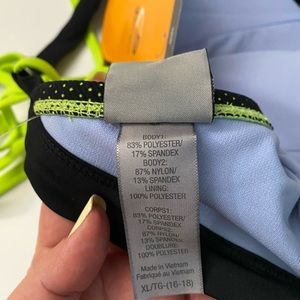 BODY1:
83% POLYESTER/
17% SPANDEX
BODY2:
87% NYLON/
13% SPANDEX
LINING:
100% POLYESTER
CORPS1:
83% POLYESTER/
17% SPANDEX
CORPS2:
87% NYLON/
13% SPANDEX
DOUBLURE:
100% POLYESTER
Made in Vietnam
Fabriqué au Vietnam
XL/TG-(16-18)